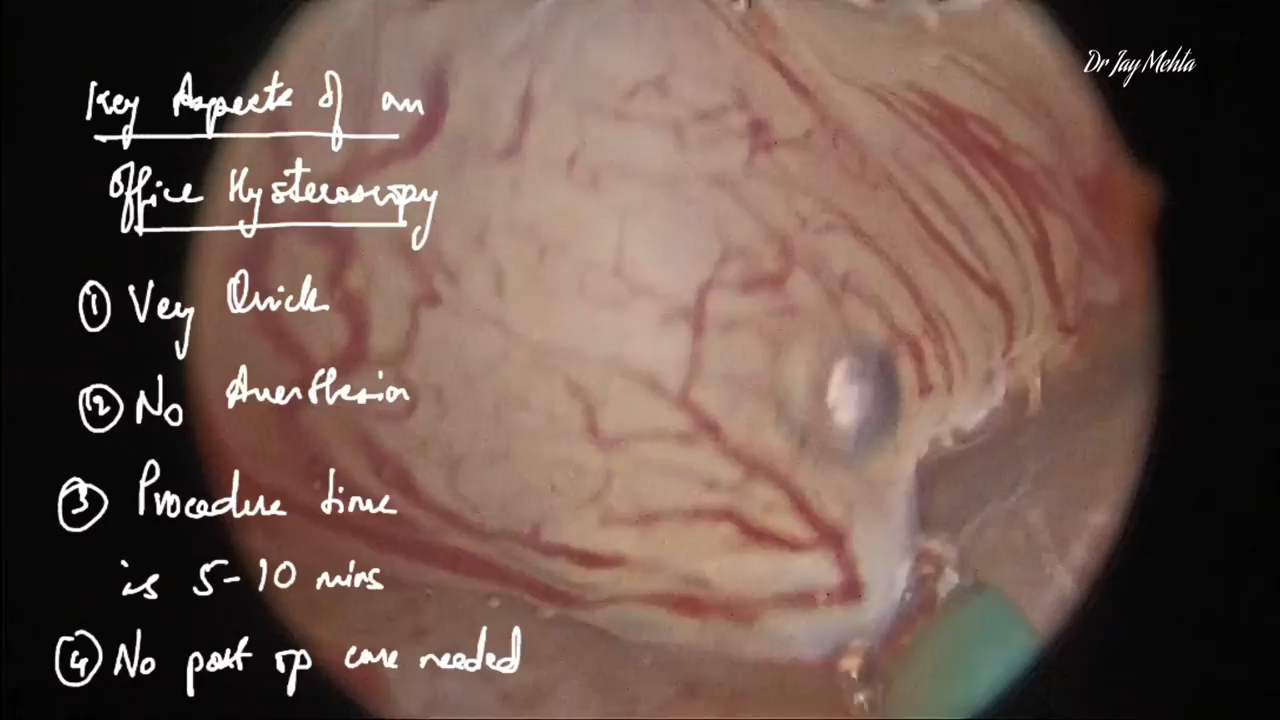 Dr Jay Mehta
Key Aspects of an
Office Hysteroscopy
① Very Quick
② No Anesthesia
③ Procedure time
is 5-10 mins
④ No post op care needed